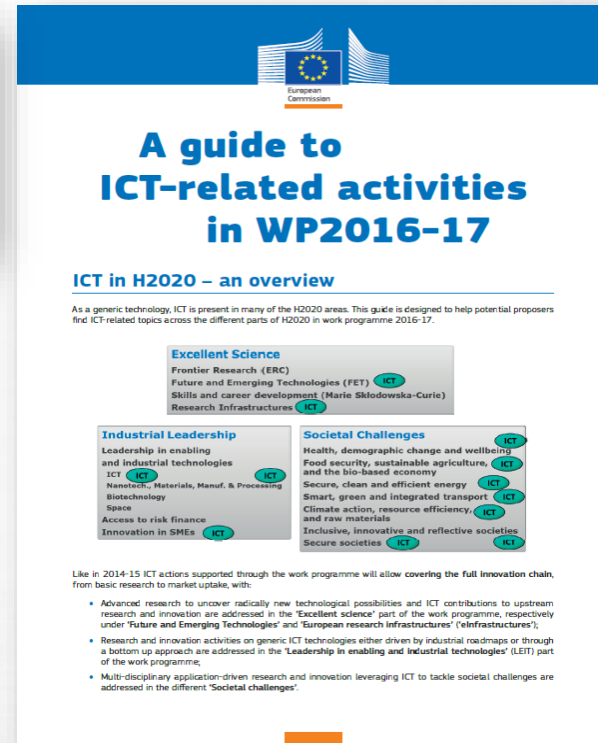 European
Commission
A guide to
ICT-related activities
in WP2016-17
ICT in H2020 – an overview
As a generic technology, ICT is present in many of the H2020 areas. This guide is designed to help potential proposers
find ICT-related topics across the different parts of H2020 in work programme 2016-17.
Excellent Science
Frontier Research (ERC)
Future and Emerging Technologies (FET) ICT
Skills and career development (Marie Sklodowska-Curie)
Research Infrastructures ICT
Industrial Leadership
Leadership in enabling
and industrial technologies
ICT ICT ICT
Nanotech., Materials, Manuf. & Processing
Biotechnology
Space
Access to risk finance
Innovation in SMEs ICT
Societal Challenges ICT
Health, demographic change and wellbeing
Food security, sustainable agriculture, ICT
and the bio-based economy
Secure, clean and efficient energy ICT
Smart, green and integrated transport ICT
Climate action, resource efficiency, ICT
and raw materials
Inclusive, innovative and reflective societies
Secure societies ICT ICT
Like in 2014-15 ICT actions supported through the work programme will allow covering the full innovation chain,
from basic research to market uptake, with:
• Advanced research to uncover radically new technological possibilities and ICT contributions to upstream
research and innovation are addressed in the 'Excellent science' part of the work programme, respectively
under 'Future and Emerging Technologies' and 'European research infrastructures' ('eInfrastructures');
• Research and innovation activities on generic ICT technologies either driven by industrial roadmaps or through
a bottom up approach are addressed in the 'Leadership in enabling and industrial technologies' (LEIT) part
of the work programme;
• Multi-disciplinary application-driven research and innovation leveraging ICT to tackle societal challenges are
addressed in the different 'Societal challenges'.